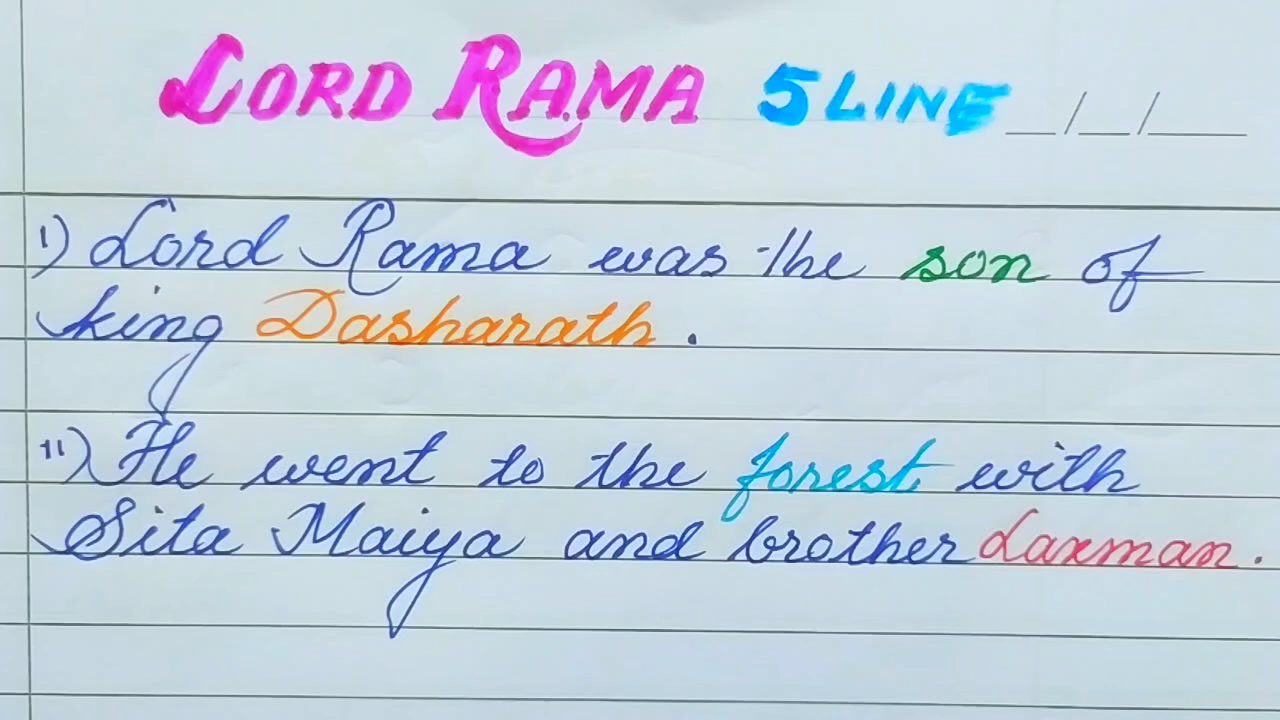 LORD RAMA 5 LINE __/__/____
1) Lord Rama was the son of
king Dasharath.
11) He went to the forest with
Sita Maiya and brother Laxman.